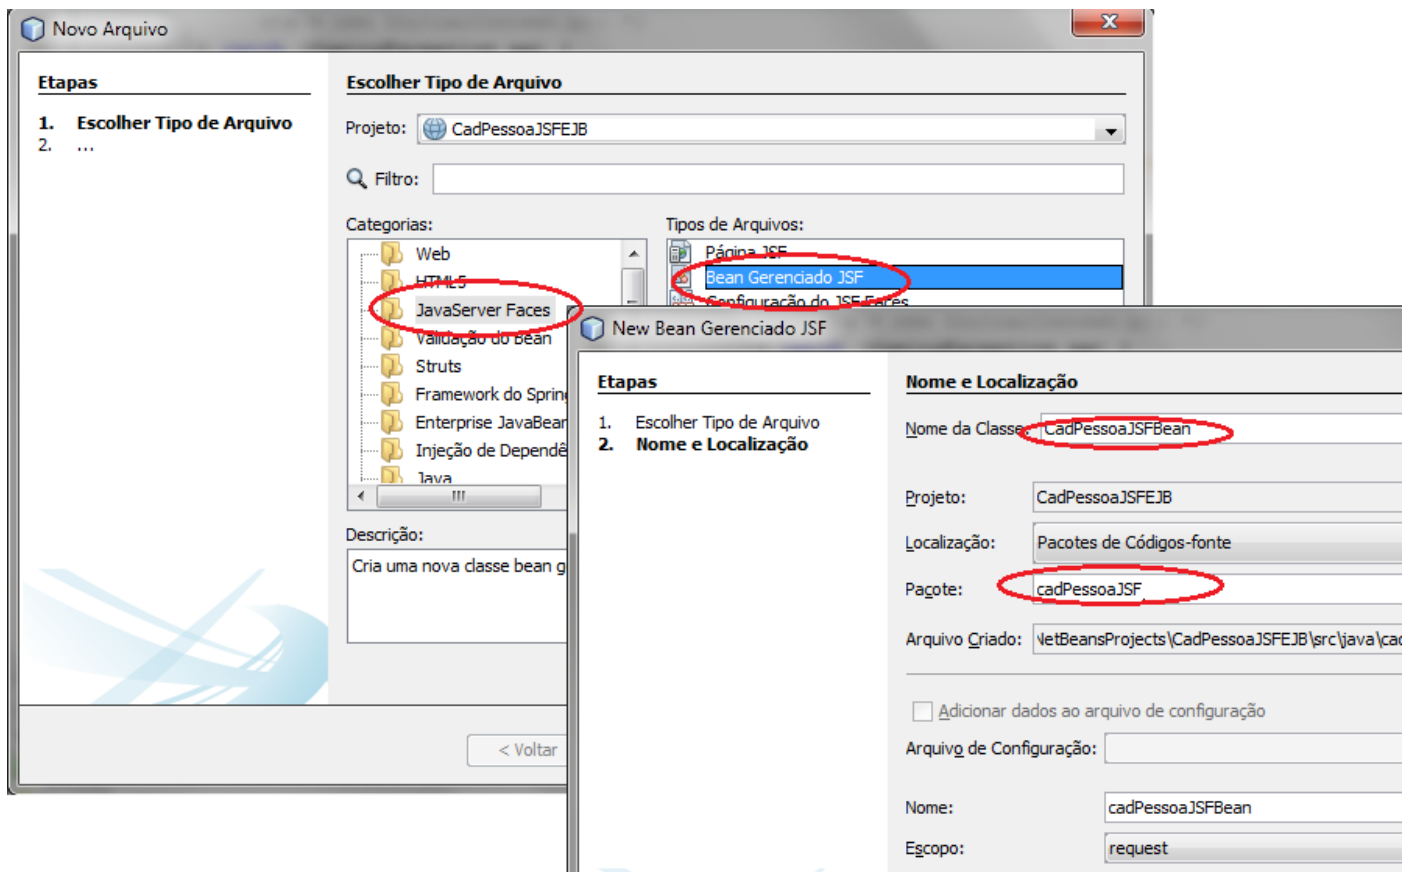 Novo Arquivo
Etapas
1. Escolher Tipo de Arquivo
2. ...
Escolher Tipo de Arquivo
Projeto: CadPessoaJSFEJB
Filtro:
Categorias:
Web
HTML5
JavaServer Faces
Validação do Bean
Struts
Framework do Spring
Enterprise JavaBean
Injeção de Dependê
Java
Tipos de Arquivos:
Página JSF
Bean Gerenciado JSF
Configuração do JSF Faces
Descrição:
Cria uma nova classe bean g
< Voltar
New Bean Gerenciado JSF
Etapas
1. Escolher Tipo de Arquivo
2. Nome e Localização
Nome e Localização
Nome da Classe: CadPessoaJSFBean
Projeto: CadPessoaJSFEJB
Localização: Pacotes de Códigos-fonte
Pacote: cadPessoaJSF
Arquivo Criado: NetBeansProjects\CadPessoaJSFEJB\src\java\cad
Adicionar dados ao arquivo de configuração
Arquivo de Configuração:
Nome: cadPessoaJSFBean
Escopo: request